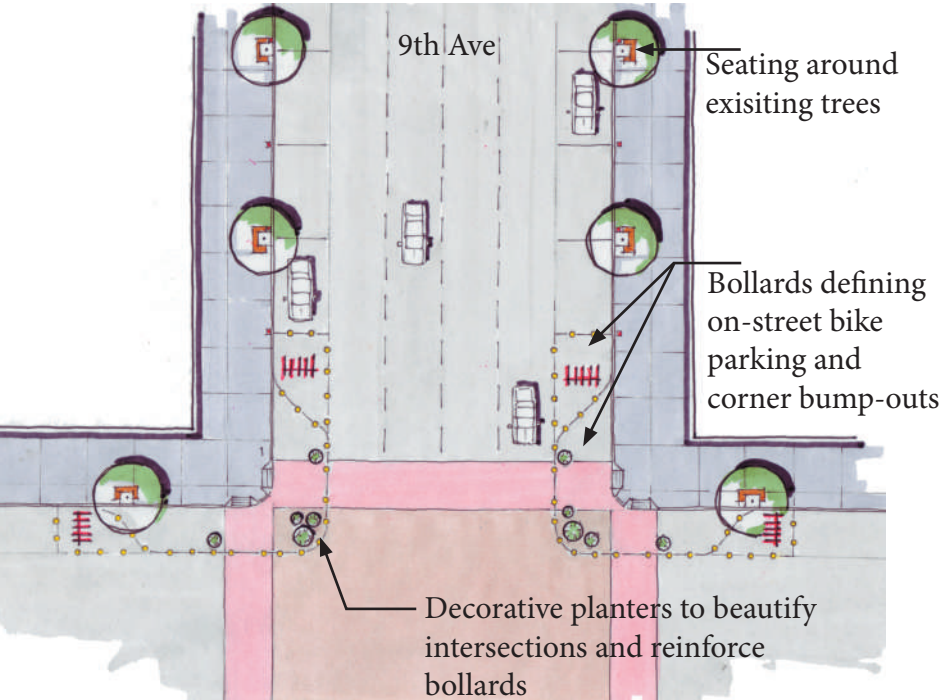 9th Ave
Seating around
exisiting trees
Bollards defining
on-street bike
parking and
corner bump-outs
Decorative planters to beautify
intersections and reinforce
bollards